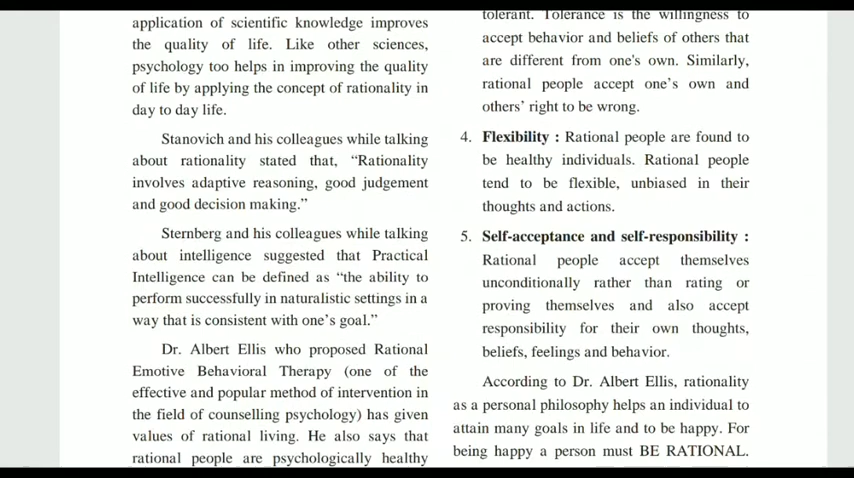 application of scientific knowledge improves
the quality of life. Like other sciences,
psychology too helps in improving the quality
of life by applying the concept of rationality in
day to day life.
Stanovich and his colleagues while talking
about rationality stated that, “Rationality
involves adaptive reasoning, good judgement
and good decision making.”
Sternberg and his colleagues while talking
about intelligence suggested that Practical
Intelligence can be defined as “the ability to
perform successfully in naturalistic settings in a
way that is consistent with one’s goal.”
Dr. Albert Ellis who proposed Rational
Emotive Behavioral Therapy (one of the
effective and popular method of intervention in
the field of counselling psychology) has given
values of rational living. He also says that
rational people are psychologically healthy
tolerant. Tolerance is the willingness to
accept behavior and beliefs of others that
are different from one's own. Similarly,
rational people accept one’s own and
others’ right to be wrong.
4. Flexibility : Rational people are found to
be healthy individuals. Rational people
tend to be flexible, unbiased in their
thoughts and actions.
5. Self-acceptance and self-responsibility :
Rational people accept themselves
unconditionally rather than rating or
proving themselves and also accept
responsibility for their own thoughts,
beliefs, feelings and behavior.
According to Dr. Albert Ellis, rationality
as a personal philosophy helps an individual to
attain many goals in life and to be happy. For
being happy a person must BE RATIONAL.